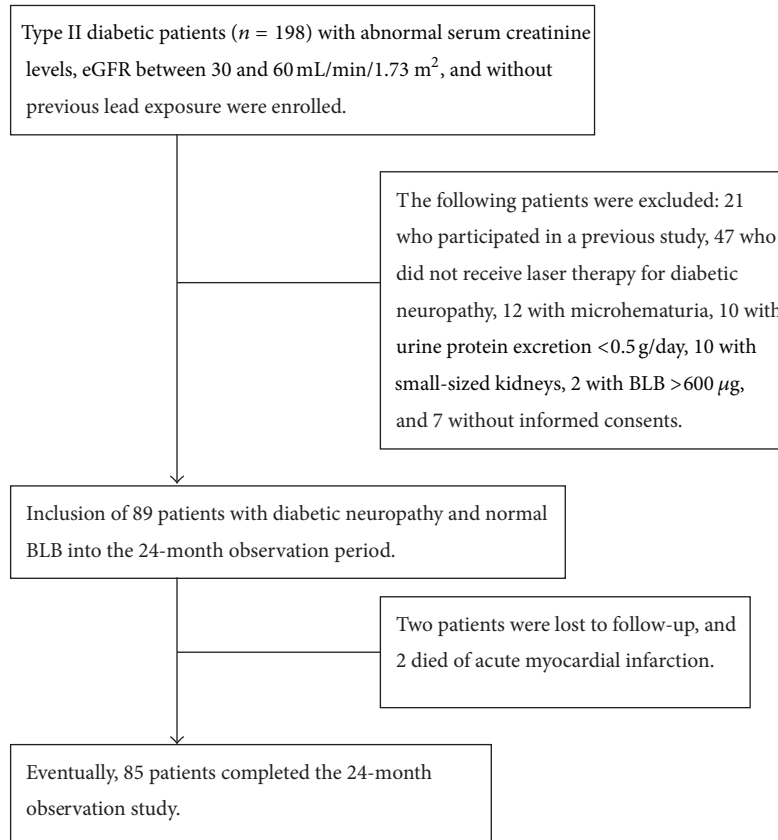 Type II diabetic patients (n = 198) with abnormal serum creatinine
levels, eGFR between 30 and 60 mL/min/1.73 m², and without
previous lead exposure were enrolled.
The following patients were excluded: 21
who participated in a previous study, 47 who
did not receive laser therapy for diabetic
neuropathy, 12 with microhematuria, 10 with
urine protein excretion <0.5 g/day, 10 with
small-sized kidneys, 2 with BLB >600 μg,
and 7 without informed consents.
Inclusion of 89 patients with diabetic neuropathy and normal
BLB into the 24-month observation period.
Two patients were lost to follow-up, and
2 died of acute myocardial infarction.
Eventually, 85 patients completed the 24-month
observation study.